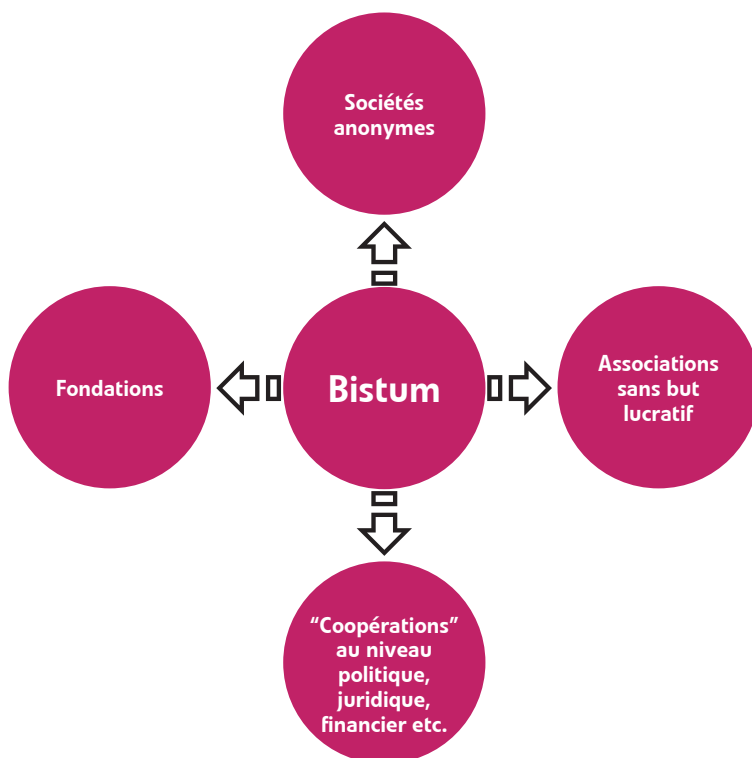 Sociétés
anonymes
Fondations
Bistum
Associations
sans but
lucratif
“Coopérations”
au niveau
politique,
juridique,
financier etc.